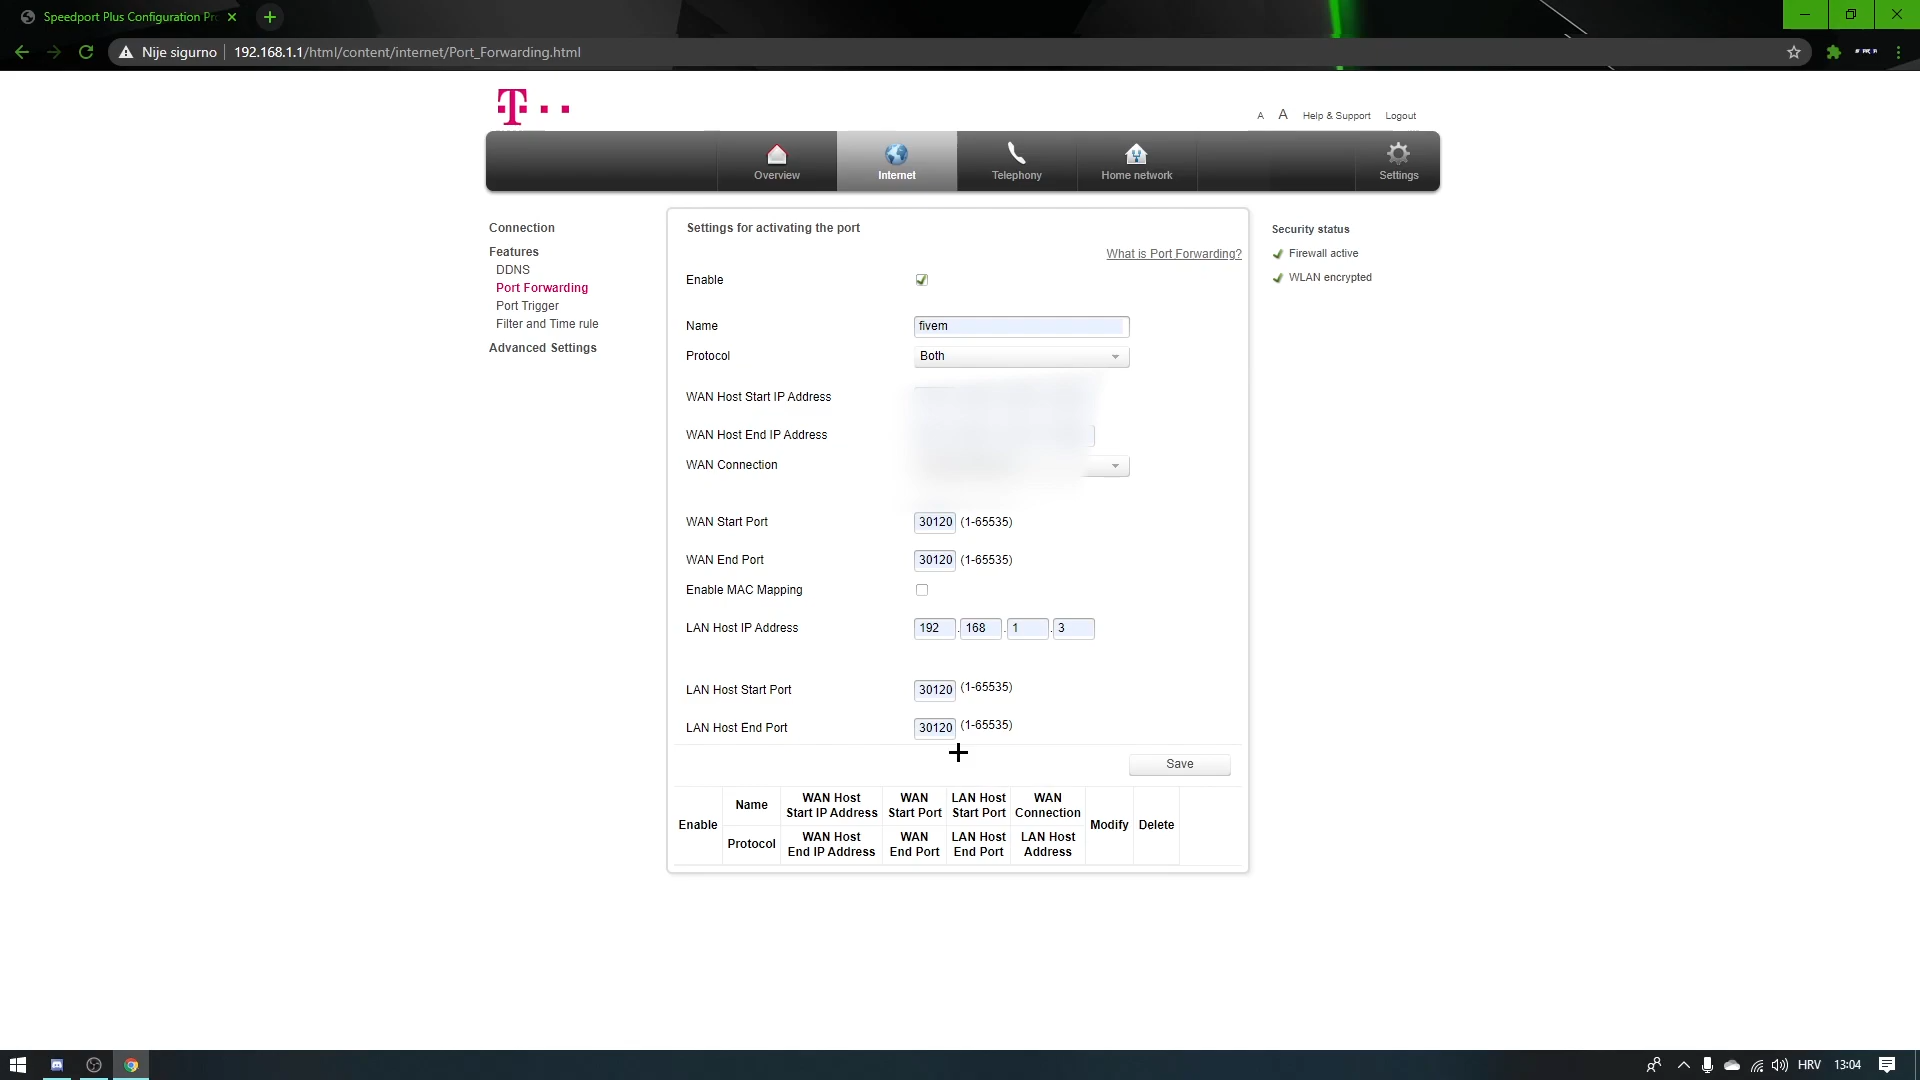 Speedport Plus Configuration Pr
Nije sigurno
192.168.1.1/html/content/internet/Port_Forwarding.html
T
A A Help & Support Logout
Overview Internet Telephony Home network Settings
Connection
Features
DDNS
Port Forwarding
Port Trigger
Filter and Time rule
Advanced Settings
Settings for activating the port
What is Port Forwarding?
Enable
Name fivem
Protocol Both
WAN Host Start IP Address
WAN Host End IP Address
WAN Connection
WAN Start Port 30120 (1-65535)
WAN End Port 30120 (1-65535)
Enable MAC Mapping
LAN Host IP Address 192 . 168 . 1 . 3
LAN Host Start Port 30120 (1-65535)
LAN Host End Port 30120 (1-65535)
Save
Enable
Name
Protocol
WAN Host
Start IP Address
WAN Host
End IP Address
WAN
Start Port
WAN
End Port
LAN Host
Start Port
LAN Host
End Port
WAN
Connection
LAN Host
Address
Modify
Delete
Security status
Firewall active
WLAN encrypted
HRV 13:04